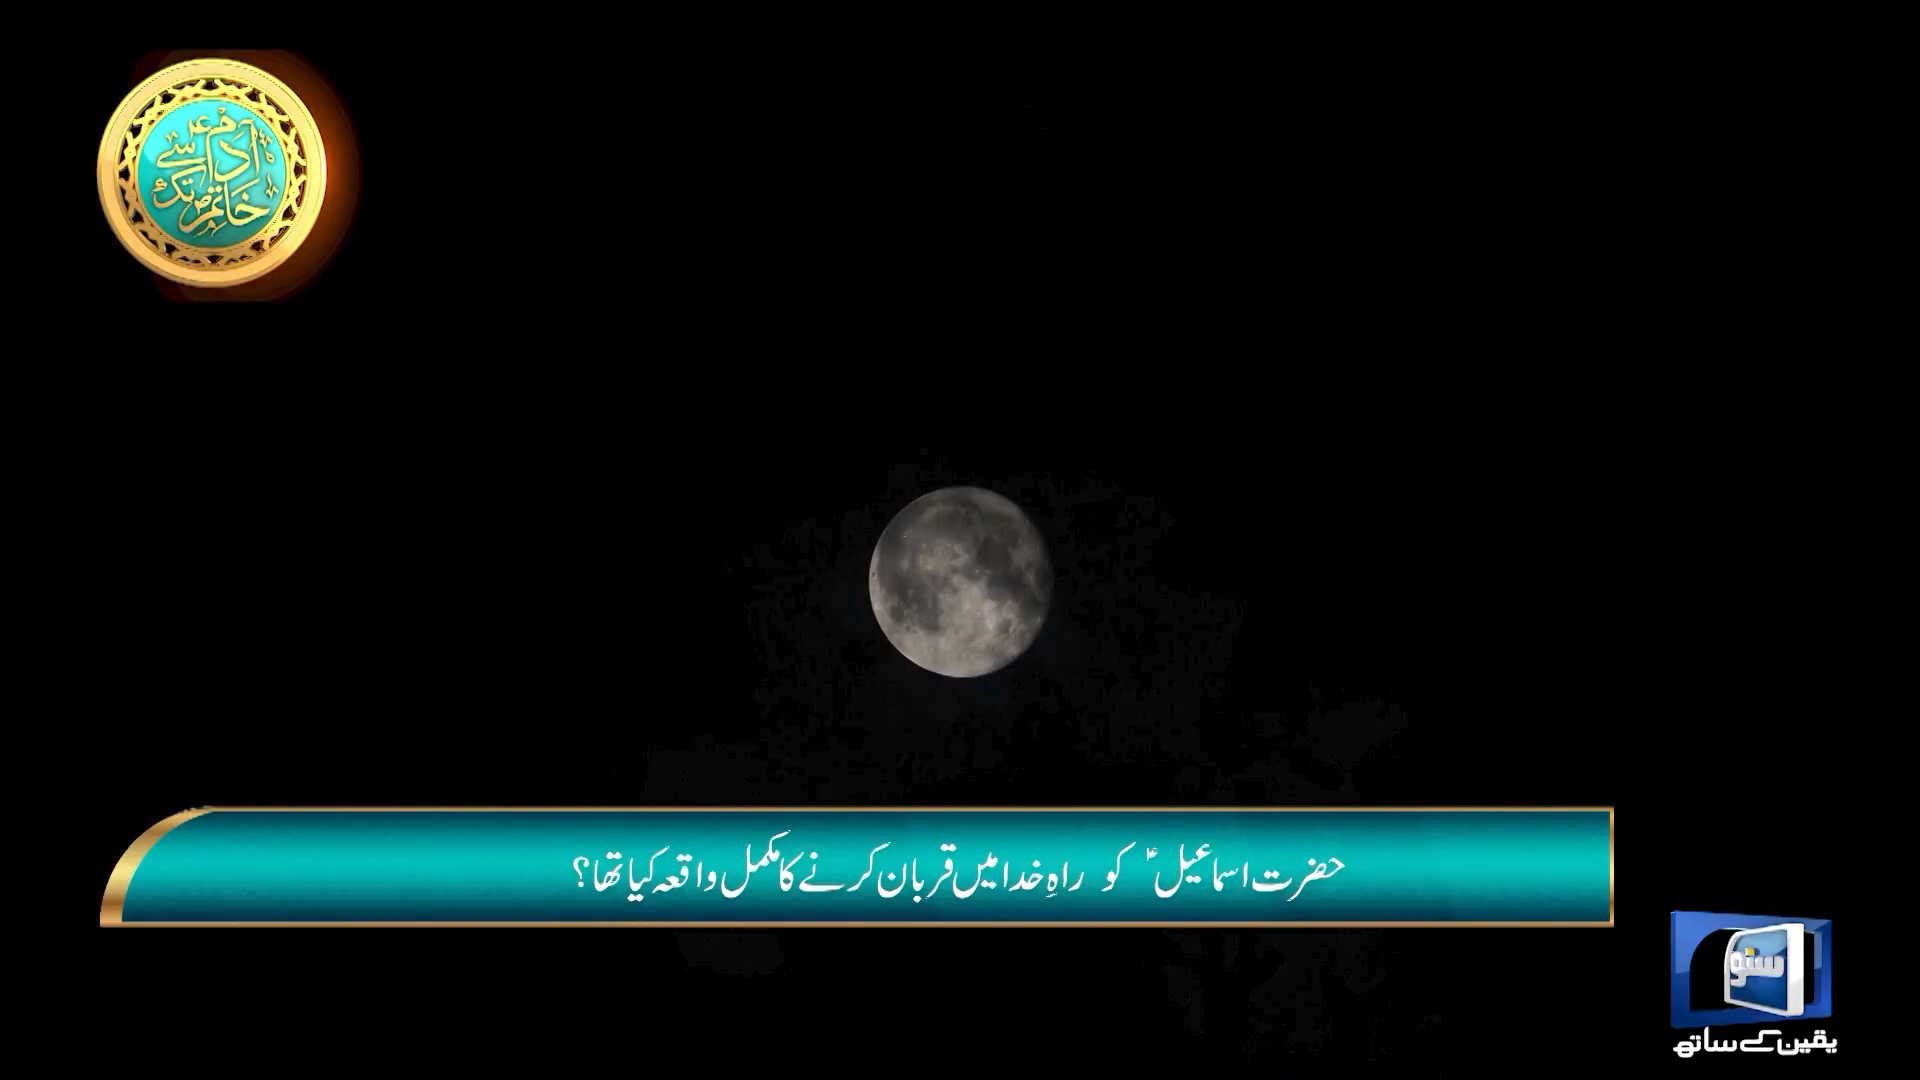 آدمؑ سے
خاتمؐ تک
حضرت اسماعیلؑ کو راہِ خدا میں قربان کرنے کا مکمل واقعہ کیا تھا؟
سنو
یقین کے ساتھ